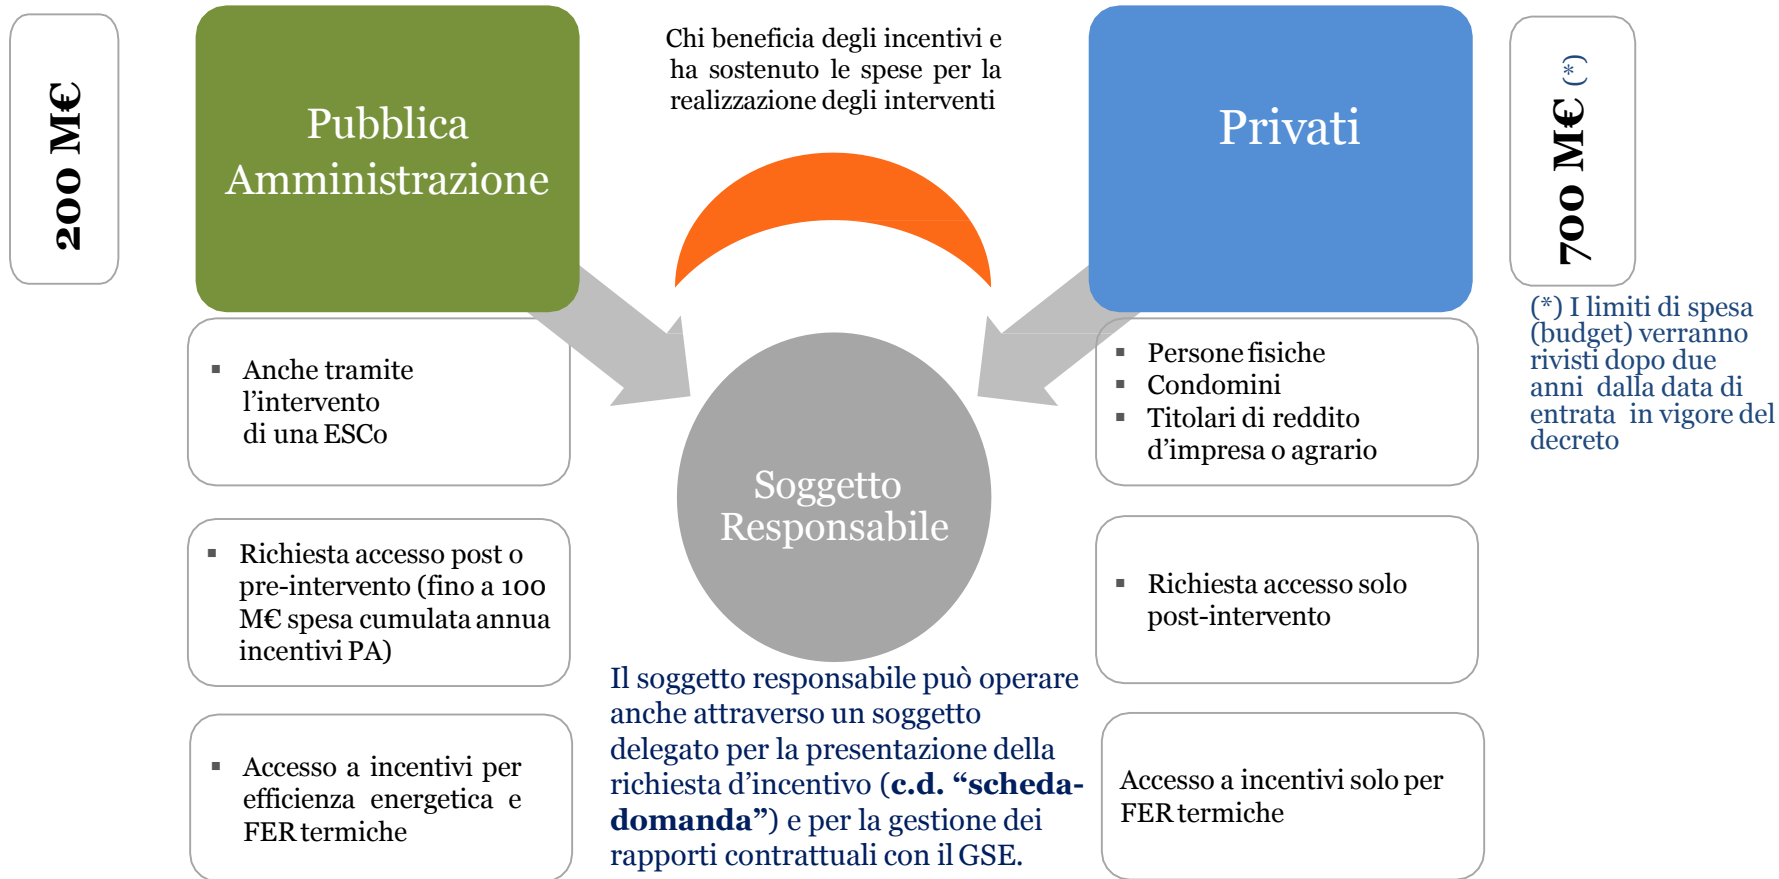 200 M€
Pubblica
Amministrazione
Chi beneficia degli incentivi e
ha sostenuto le spese per la
realizzazione degli interventi
Privati
700 M€ (*)
(*) I limiti di spesa
(budget) verranno
rivisti dopo due
anni dalla data di
entrata in vigore del
decreto
▪ Anche tramite
l’intervento
di una ESCo
▪ Richiesta accesso post o
pre-intervento (fino a 100
M€ spesa cumulata annua
incentivi PA)
▪ Accesso a incentivi per
efficienza energetica e
FER termiche
Soggetto
Responsabile
Il soggetto responsabile può operare
anche attraverso un soggetto
delegato per la presentazione della
richiesta d’incentivo (c.d. “scheda-
domanda”) e per la gestione dei
rapporti contrattuali con il GSE.
▪ Persone fisiche
▪ Condomini
▪ Titolari di reddito
d’impresa o agrario
▪ Richiesta accesso solo
post-intervento
Accesso a incentivi solo per
FER termiche